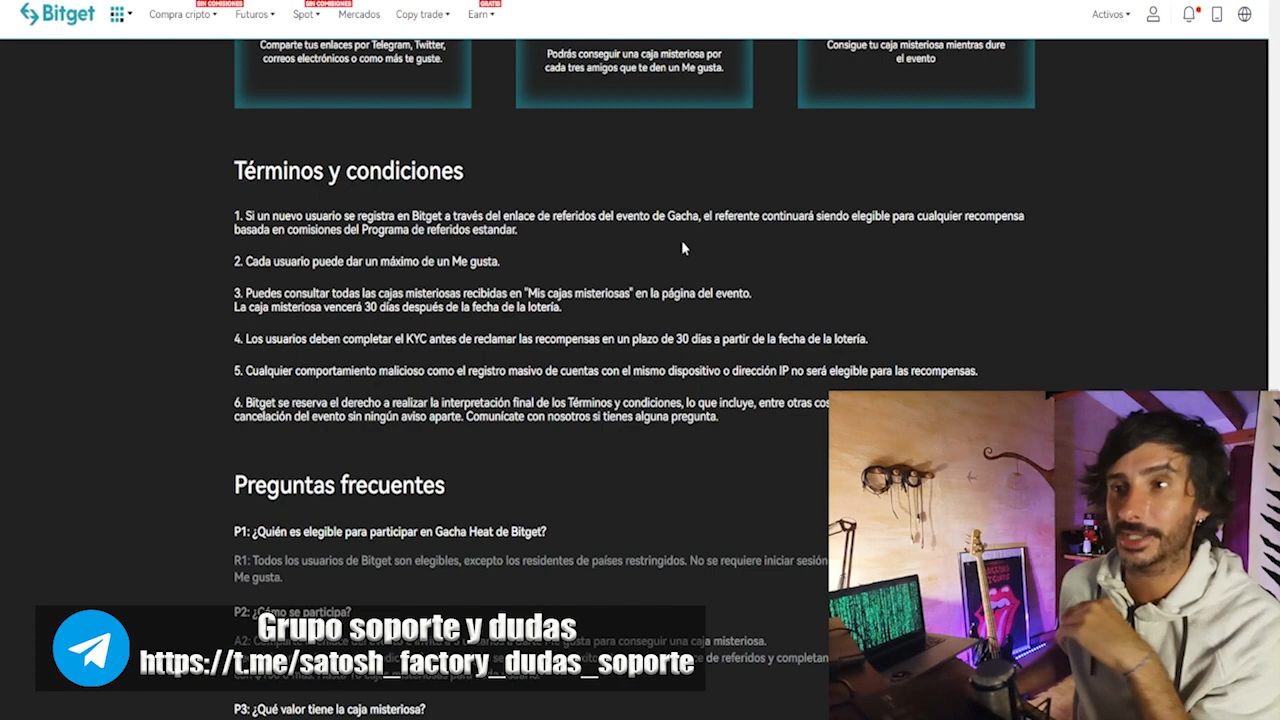 Bitget
Compra cripto
SIN COMISIONES
Futuros
Spot
SIN COMISIONES
Mercados
Copy trade
Earn
GRATIS
Activos
Comparte tus enlaces por Telegram, Twitter,
correos electrónicos o como más te guste.
Podrás conseguir una caja misteriosa por
cada tres amigos que te den un Me gusta.
Consigue tu caja misteriosa mientras dure
el evento
Términos y condiciones
1. Si un nuevo usuario se registra en Bitget a través del enlace de referidos del evento de Gacha, el referente continuará siendo elegible para cualquier recompensa
basada en comisiones del Programa de referidos estandar.
2. Cada usuario puede dar un máximo de un Me gusta.
3. Puedes consultar todas las cajas misteriosas recibidas en "Mis cajas misteriosas" en la página del evento.
La caja misteriosa vencerá 30 días después de la fecha de la lotería.
4. Los usuarios deben completar el KYC antes de reclamar las recompensas en un plazo de 30 días a partir de la fecha de la lotería.
5. Cualquier comportamiento malicioso como el registro masivo de cuentas con el mismo dispositivo o dirección IP no será elegible para las recompensas.
6. Bitget se reserva el derecho a realizar la interpretación final de los Términos y condiciones, lo que incluye, entre otras cos
cancelación del evento sin ningún aviso aparte. Comunícate con nosotros si tienes alguna pregunta.
Preguntas frecuentes
P1: ¿Quién es elegible para participar en Gacha Heat de Bitget?
R1: Todos los usuarios de Bitget son elegibles, excepto los residentes de países restringidos. No se requiere iniciar sesión
Me gusta.
P2: ¿Cómo se participa?
Grupo soporte y dudas
https://t.me/satosh_factory_dudas_soporte
A2: Comparte
para conseguir una caja misteriosa.
ce de referidos y completan
P3: ¿Qué valor tiene la caja misteriosa?